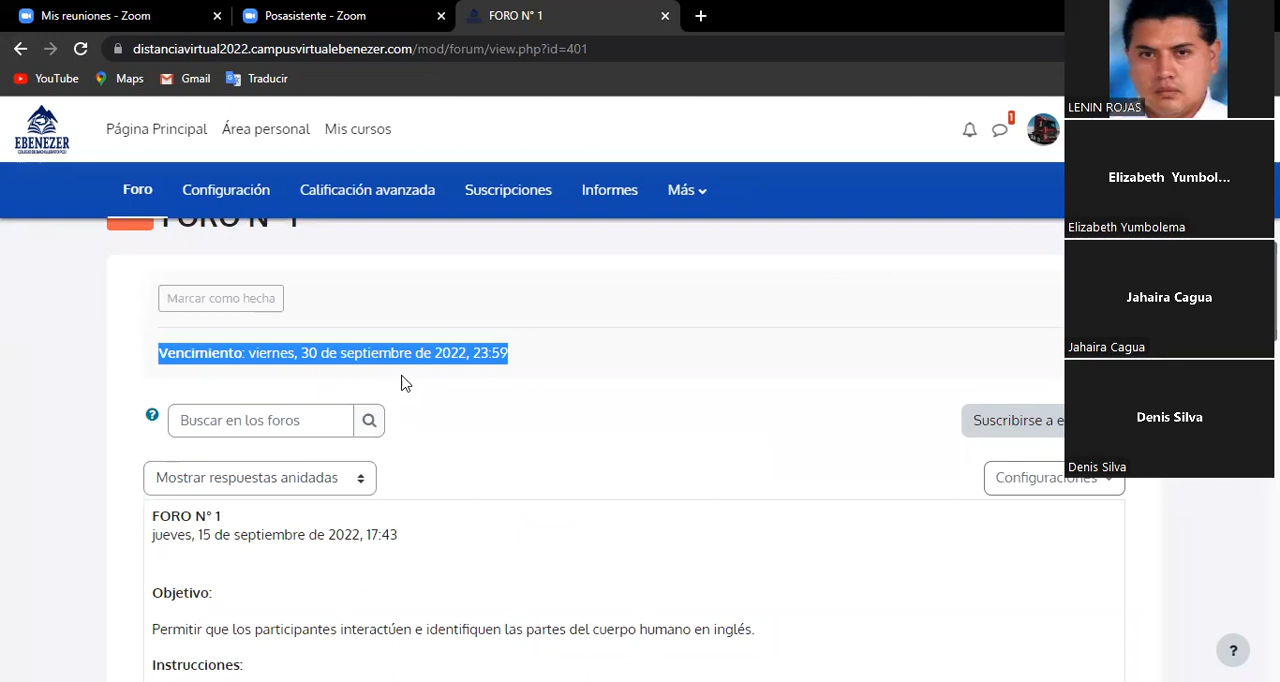 Mis reuniones - Zoom
Posasistente - Zoom
FORO N° 1
distanciavirtual2022.campusvirtualebenezer.com/mod/forum/view.php?id=401
YouTube
Maps
Gmail
Traducir
EBENEZER
Página Principal
Área personal
Mis cursos
1
Foro
Configuración
Calificación avanzada
Suscripciones
Informes
Más
FORO N° 1
Marcar como hecha
Vencimiento: viernes, 30 de septiembre de 2022, 23:59
?
Buscar en los foros
Suscribirse a e
Mostrar respuestas anidadas
Configuraciones
FORO N° 1
jueves, 15 de septiembre de 2022, 17:43
Objetivo:
Permitir que los participantes interactúen e identifiquen las partes del cuerpo humano en inglés.
Instrucciones:
?
LENIN ROJAS
Elizabeth Yumbol...
Elizabeth Yumbolema
Jahaira Cagua
Jahaira Cagua
Denis Silva
Denis Silva